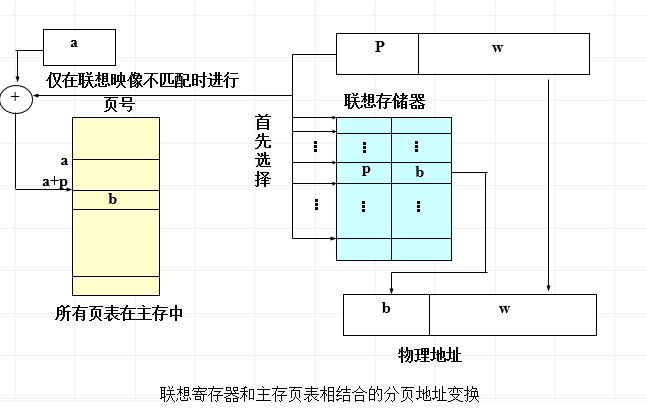 a
P
w
仅在联想映像不匹配时进行
+
页号
联想存储器
首先选择
a
a+p
b
p
b
所有页表在主存中
b
w
物理地址
联想寄存器和主存页表相结合的分页地址变换